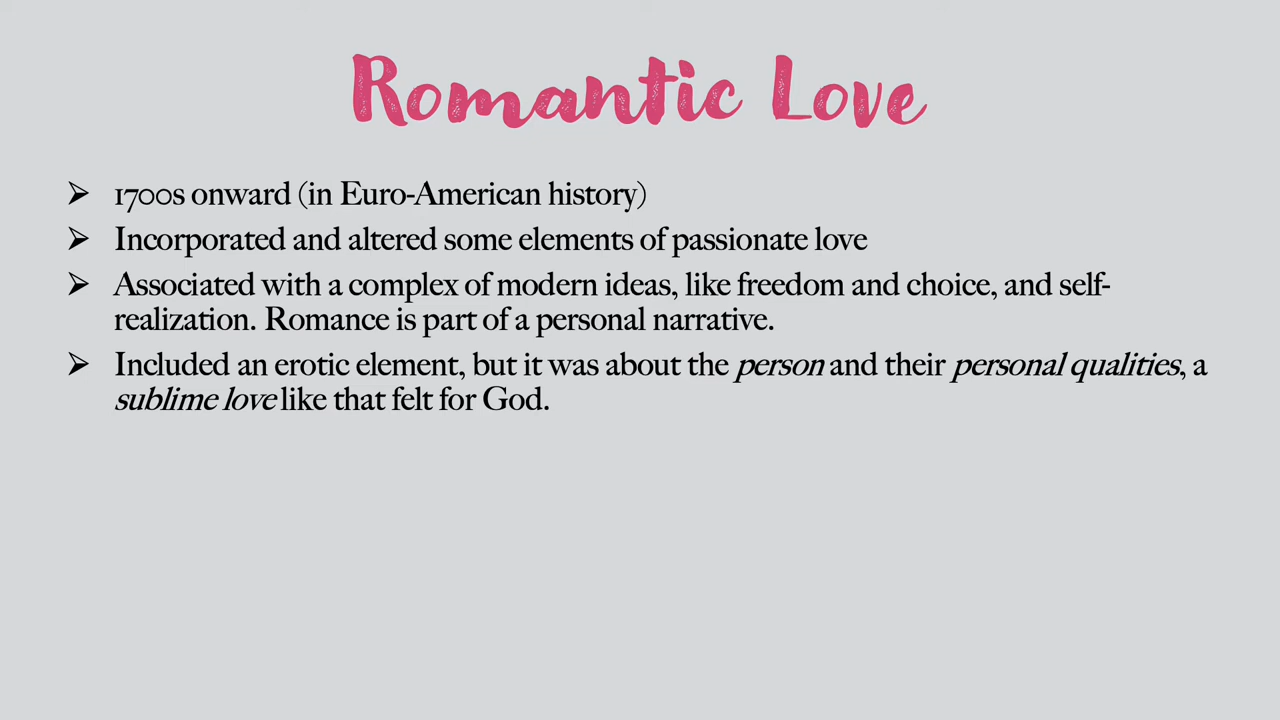 Romantic Love
➢ 1700s onward (in Euro-American history)
➢ Incorporated and altered some elements of passionate love
➢ Associated with a complex of modern ideas, like freedom and choice, and self-
realization. Romance is part of a personal narrative.
➢ Included an erotic element, but it was about the person and their personal qualities, a
sublime love like that felt for God.